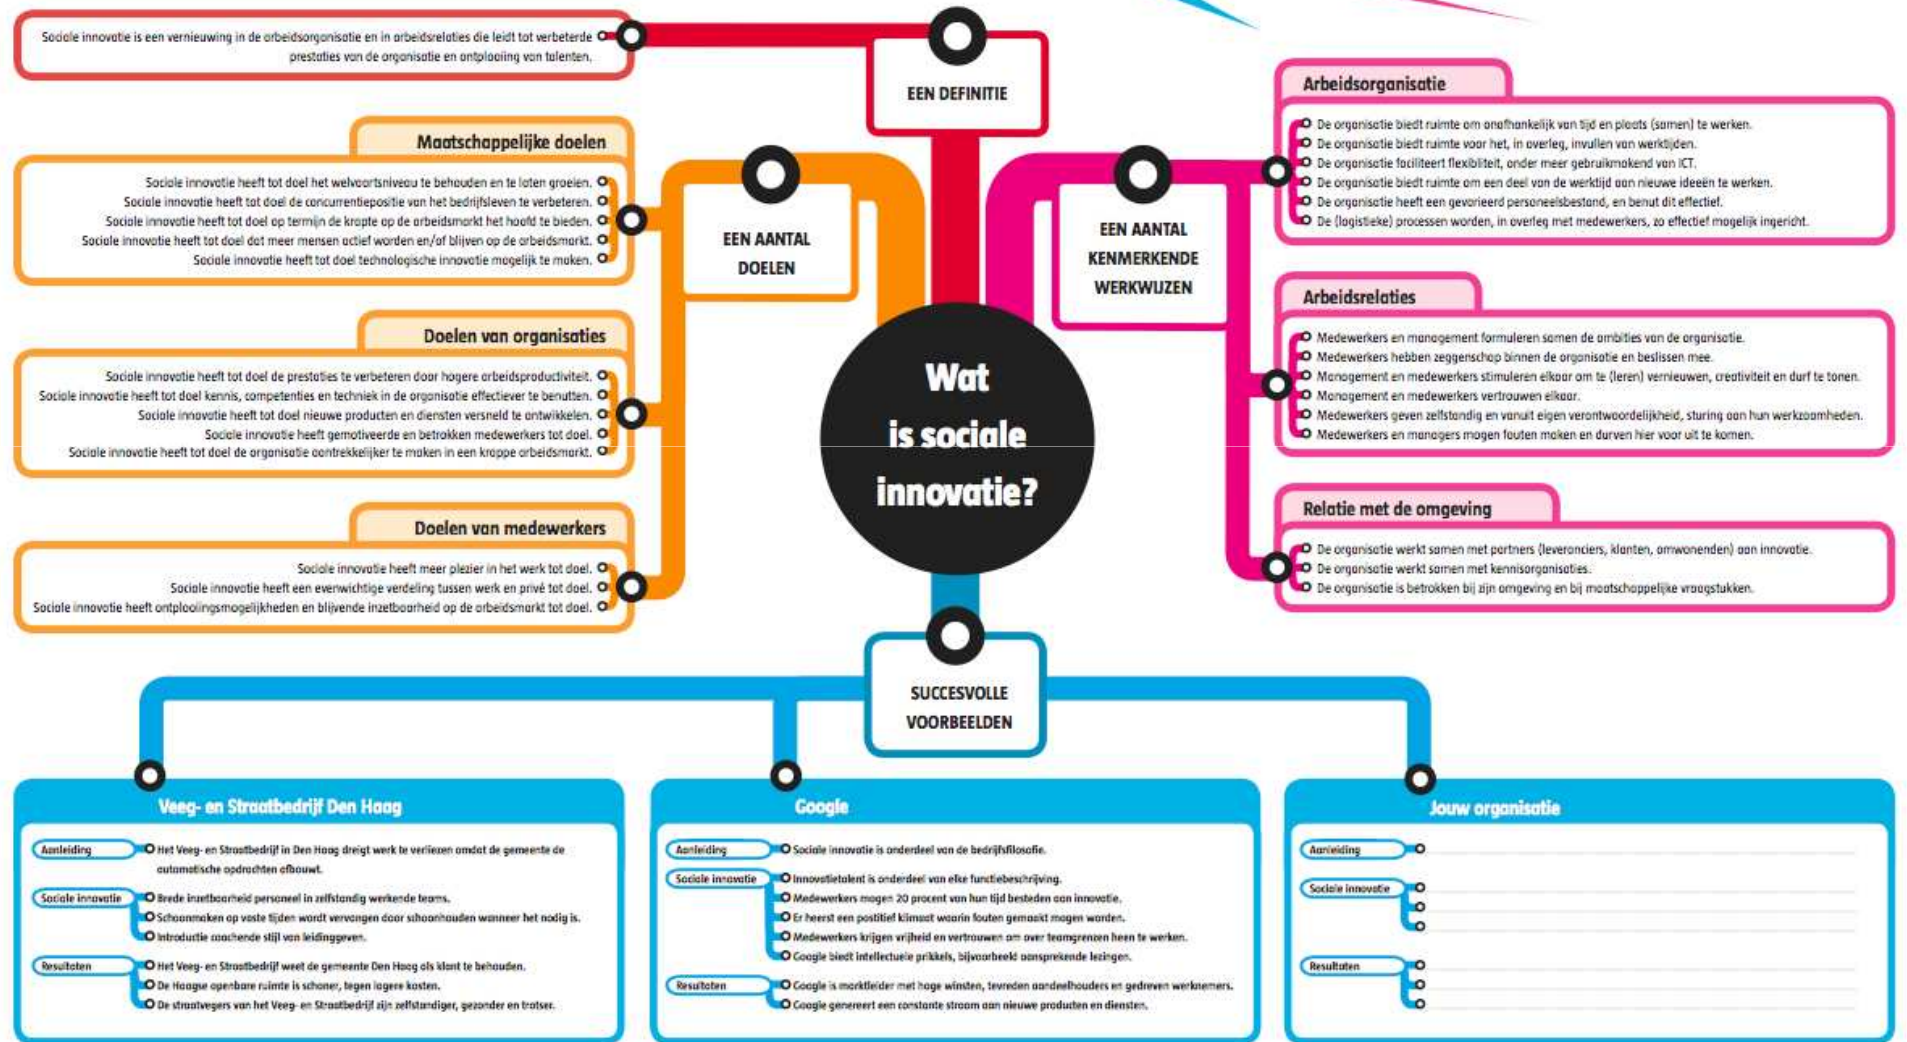 Sociale innovatie is een vernieuwing in de arbeidsorganisatie en in arbeidsrelaties die leidt tot verbeterde
prestaties van de organisatie en ontplooiing van talenten.
EEN DEFINITIE
Maatschappelijke doelen
Sociale innovatie heeft tot doel het welvaartsniveau te behouden en te laten groeien.
Sociale innovatie heeft tot doel de concurrentiepositie van het bedrijfsleven te verbeteren.
Sociale innovatie heeft tot doel op termijn de krapte op de arbeidsmarkt het hoofd te bieden.
Sociale innovatie heeft tot doel dat meer mensen actief worden en/of blijven op de arbeidsmarkt.
Sociale innovatie heeft tot doel technologische innovatie mogelijk te maken.
EEN AANTAL
DOELEN
Doelen van organisaties
Sociale innovatie heeft tot doel de prestaties te verbeteren door hogere arbeidsproductiviteit.
Sociale innovatie heeft tot doel kennis, competenties en techniek in de organisatie effectiever te benutten.
Sociale innovatie heeft tot doel nieuwe producten en diensten versneld te ontwikkelen.
Sociale innovatie heeft gemotiveerde en betrokken medewerkers tot doel.
Sociale innovatie heeft tot doel de organisatie aantrekkelijker te maken in een krappe arbeidsmarkt.
Doelen van medewerkers
Sociale innovatie heeft meer plezier in het werk tot doel.
Sociale innovatie heeft een evenwichtige verdeling tussen werk en privé tot doel.
Sociale innovatie heeft ontplooiingsmogelijkheden en blijvende inzetbaarheid op de arbeidsmarkt tot doel.
Wat
is sociale
innovatie?
EEN AANTAL
KENMERKENDE
WERKWIJZEN
Arbeidsorganisatie
De organisatie biedt ruimte om onafhankelijk van tijd en plaats (samen) te werken.
De organisatie biedt ruimte voor het, in overleg, invullen van werktijden.
De organisatie faciliteert flexibliteit, onder meer gebruikmakend van ICT.
De organisatie biedt ruimte om een deel van de werktijd aan nieuwe ideeën te werken.
De organisatie heeft een gevarieerd personeelsbestand, en benut dit effectief.
De (logistieke) processen worden, in overleg met medewerkers, zo effectief mogelijk ingericht.
Arbeidsrelaties
Medewerkers en management formuleren samen de ambities van de organisatie.
Medewerkers hebben zeggenschap binnen de organisatie en beslissen mee.
Management en medewerkers stimuleren elkaar om te (leren) vernieuwen, creativiteit en durf te tonen.
Management en medewerkers vertrouwen elkaar.
Medewerkers geven zelfstandig en vanuit eigen verantwoordelijkheid, sturing aan hun werkzaamheden.
Medewerkers en managers mogen fouten maken en durven hier voor uit te komen.
Relatie met de omgeving
De organisatie werkt samen met partners (leveranciers, klanten, omwonenden) aan innovatie.
De organisatie werkt samen met kennisorganisaties.
De organisatie is betrokken bij zijn omgeving en bij maatschappelijke vraagstukken.
SUCCESVOLLE
VOORBEELDEN
Veeg- en Straatbedrijf Den Haag
Aanleiding
Het Veeg- en Straatbedrijf in Den Haag dreigt werk te verliezen omdat de gemeente de
automatische opdrachten afbouwt.
Sociale innovatie
Brede inzetbaarheid personeel in zelfstandig werkende teams.
Schoonmaken op vaste tijden wordt vervangen door schoonhouden wanneer het nodig is.
Introductie coachende stijl van leidinggeven.
Resultaten
Het Veeg- en Straatbedrijf weet de gemeente Den Haag als klant te behouden.
De Haagse openbare ruimte is schoner, tegen lagere kosten.
De straatvegers van het Veeg- en Straatbedrijf zijn zelfstandiger, gezonder en trotser.
Google
Aanleiding
Sociale innovatie is onderdeel van de bedrijfsfilosofie.
Sociale innovatie
Innovatietalent is onderdeel van elke functiebeschrijving.
Medewerkers mogen 20 procent van hun tijd besteden aan innovatie.
Er heerst een postitief klimaat waarin fouten gemaakt mogen worden.
Medewerkers krijgen vrijheid en vertrouwen om over teamgrenzen heen te werken.
Google biedt intellectuele prikkels, bijvoorbeeld aansprekende lezingen.
Resultaten
Google is marktleider met hoge winsten, tevreden aandeelhouders en gedreven werknemers.
Google genereert een constante stroom aan nieuwe producten en diensten.
Jouw organisatie
Aanleiding
Sociale innovatie
Resultaten